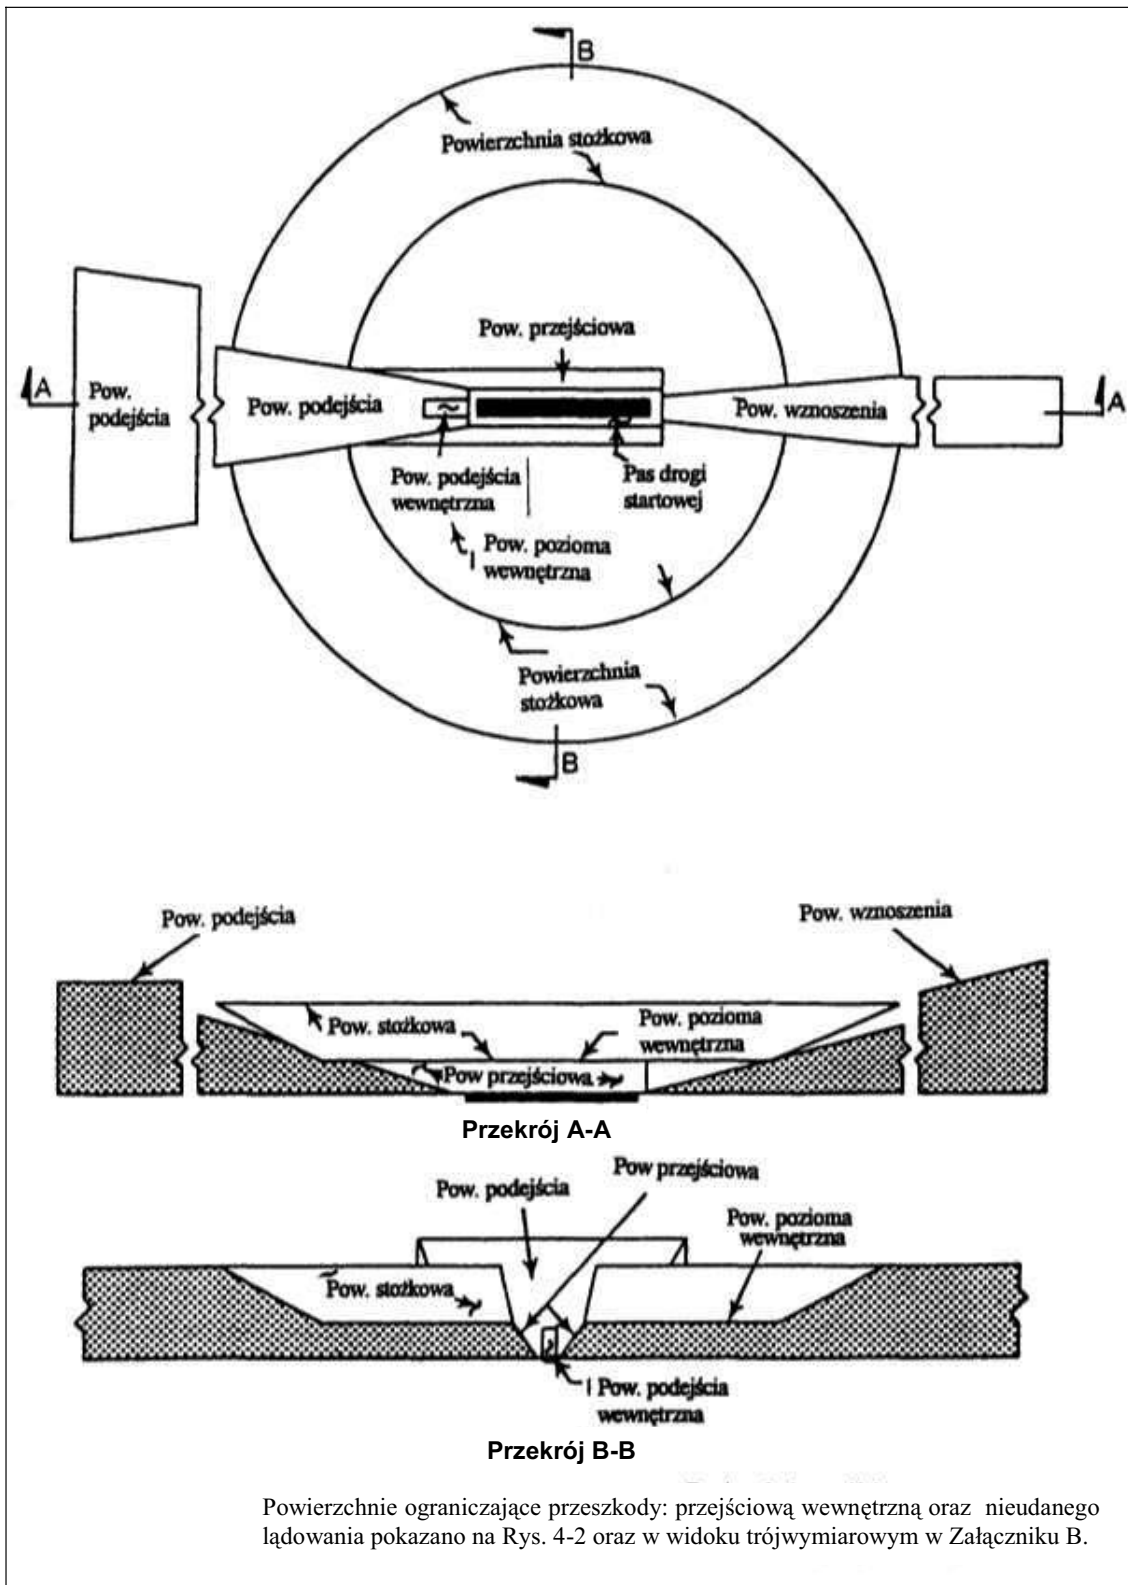 B
Powierzchnia stożkowa
Pow. przejściowa
A
Pow.
podejścia
Pow. podejścia
Pow. wznoszenia
A
Pow. podejścia
wewnętrzna
Pas drogi
startowej
Pow. pozioma
wewnętrzna
Powierzchnia
stożkowa
B
Pow. podejścia
Pow. wznoszenia
Pow. stożkowa
Pow. pozioma
wewnętrzna
Pow przejściowa
Przekrój A-A
Pow przejściowa
Pow. podejścia
Pow. pozioma
wewnętrzna
Pow. stożkowa
Pow. podejścia
wewnętrzna
Przekrój B-B
Powierzchnie ograniczające przeszkody: przejściową wewnętrzną oraz nieudanego
lądowania pokazano na Rys. 4-2 oraz w widoku trójwymiarowym w Załączniku B.